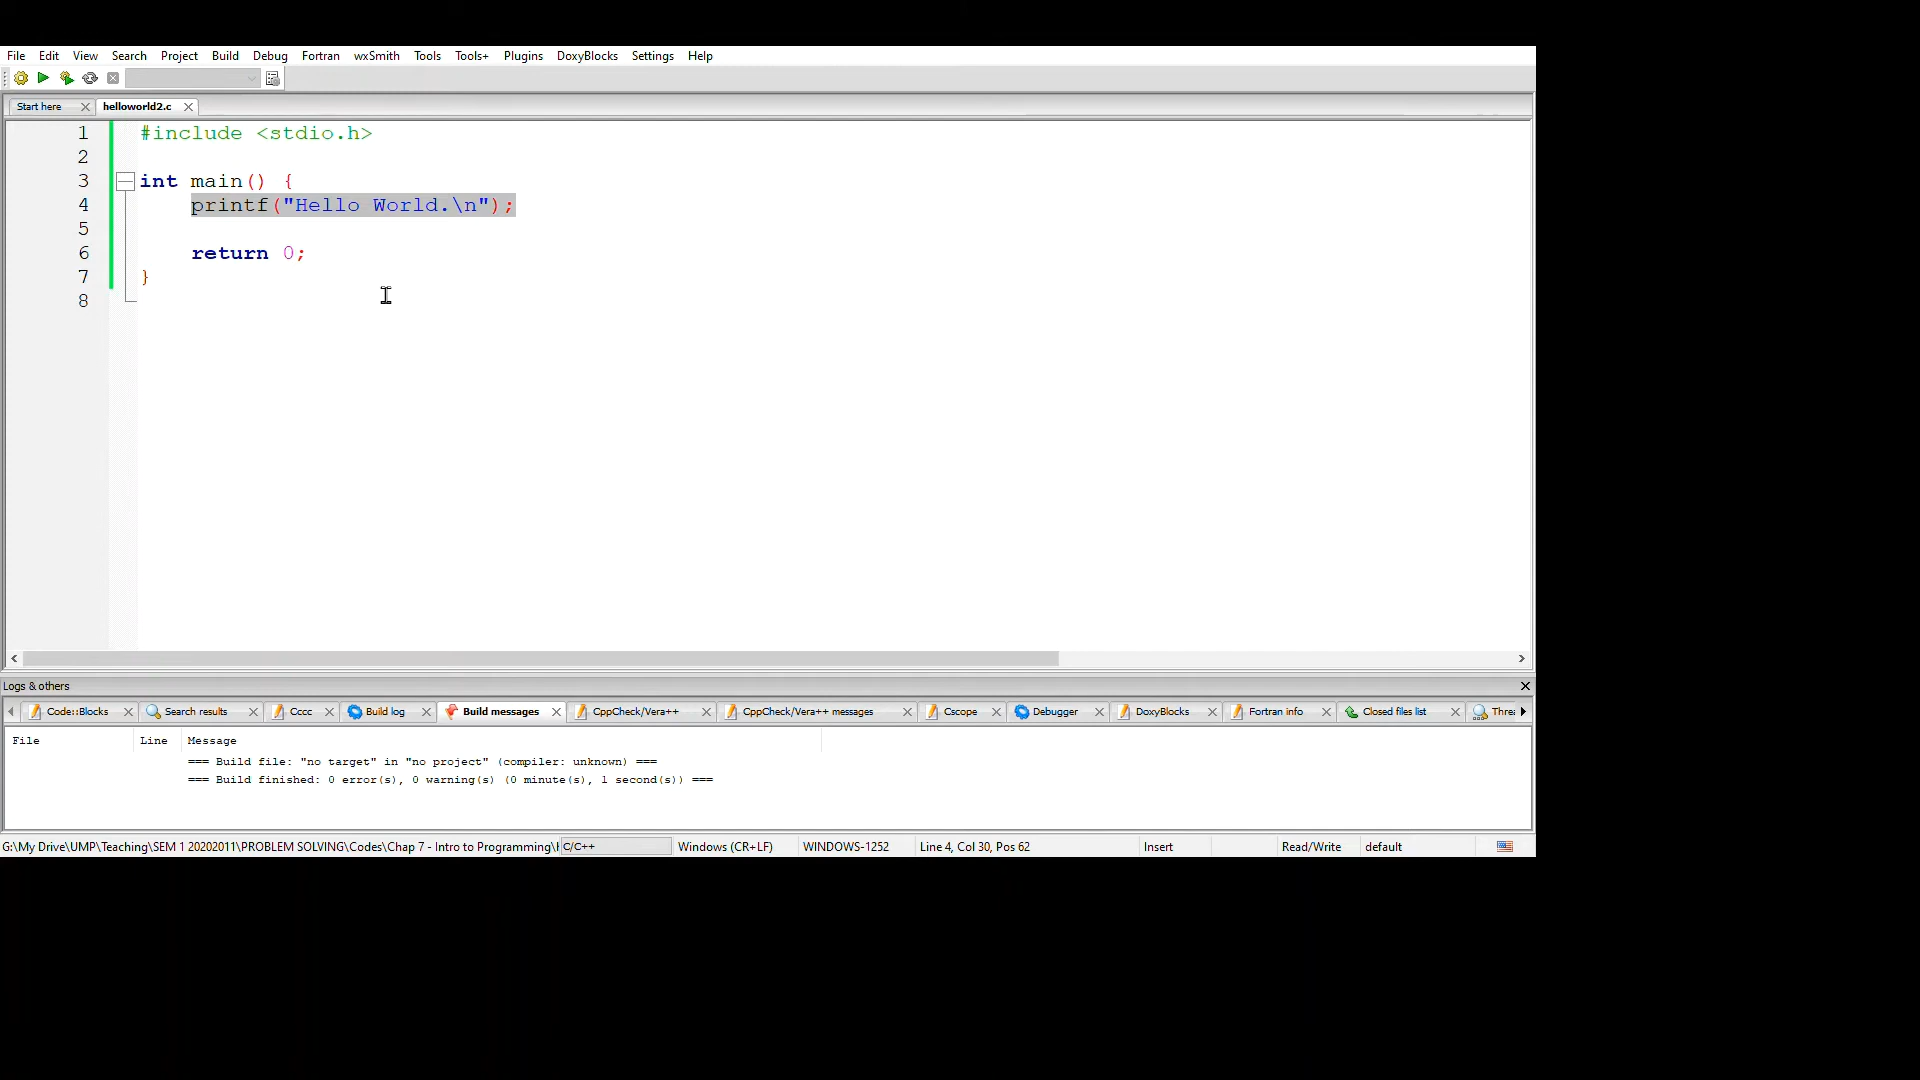 File Edit View Search Project Build Debug Fortran wxSmith Tools Tools+ Plugins DoxyBlocks Settings Help
Start here helloworld2.c
1 #include <stdio.h>
2
3 int main() {
4 printf("Hello World.\n");
5
6 return 0;
7 }
8
Logs & others
Code::Blocks Search results Cccc Build log Build messages CppCheck/Vera++ CppCheck/Vera++ messages Cscope Debugger DoxyBlocks Fortran info Closed files list Threa
File Line Message
=== Build file: "no target" in "no project" (compiler: unknown) ===
=== Build finished: 0 error(s), 0 warning(s) (0 minute(s), 1 second(s)) ===
G:\My Drive\UMP\Teaching\SEM 1 20202011\PROBLEM SOLVING\Codes\Chap 7 - Intro to Programming\ C/C++ Windows (CR+LF) WINDOWS-1252 Line 4, Col 30, Pos 62 Insert Read/Write default